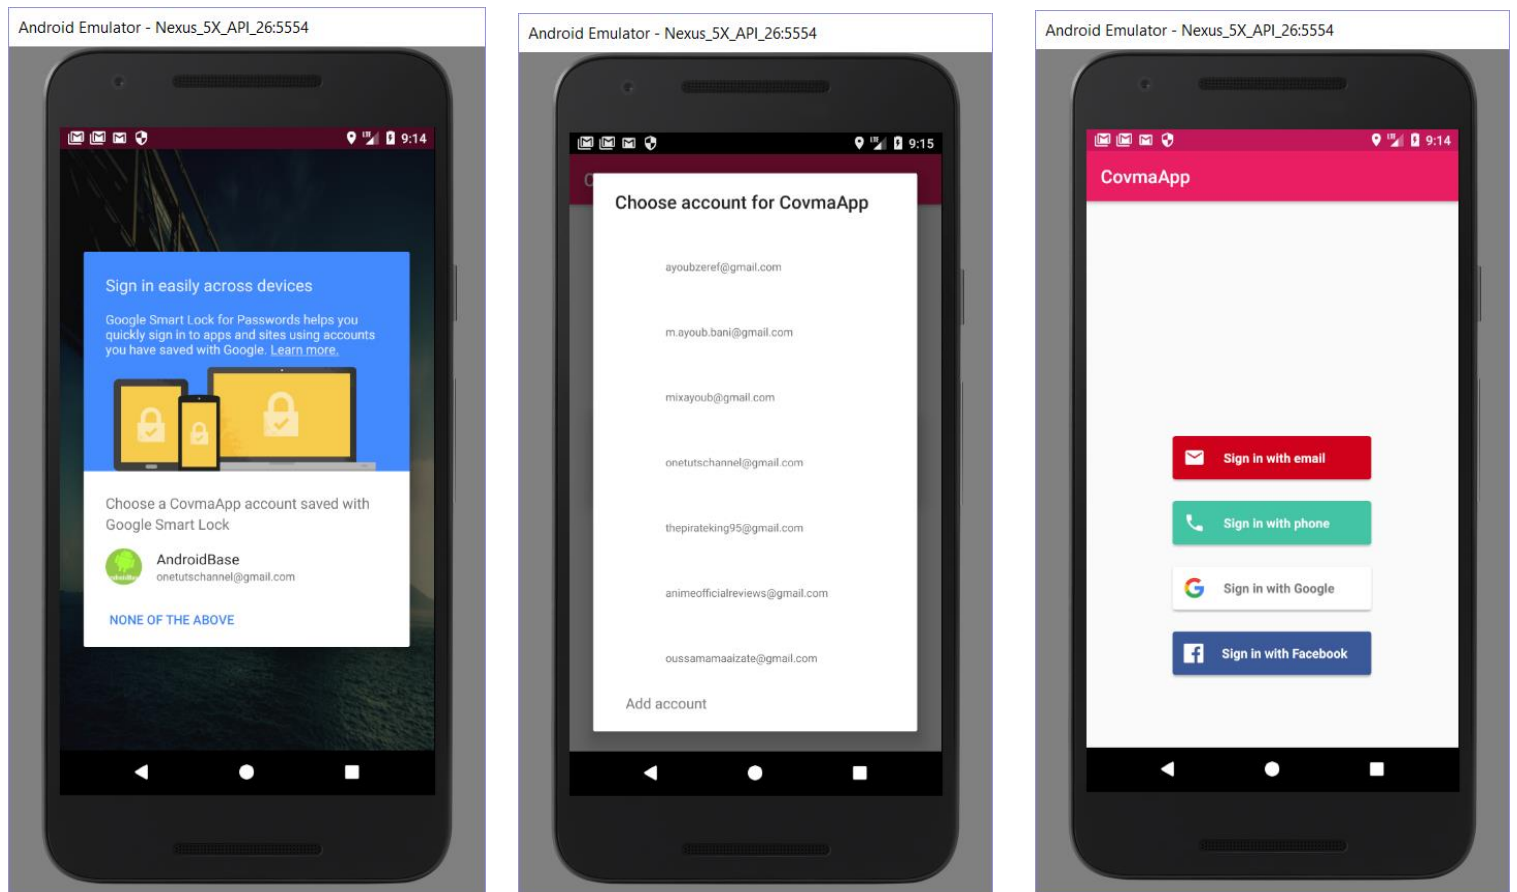 Android Emulator - Nexus_5X_API_26:5554
9:14
Sign in easily across devices
Google Smart Lock for Passwords helps you
quickly sign in to apps and sites using accounts
you have saved with Google. Learn more.
Choose a CovmaApp account saved with
Google Smart Lock
AndroidBase
onetutschannel@gmail.com
NONE OF THE ABOVE
Android Emulator - Nexus_5X_API_26:5554
9:15
C
Choose account for CovmaApp
ayoubzeref@gmail.com
m.ayoub.bani@gmail.com
mixayoub@gmail.com
onetutschannel@gmail.com
thepirateking95@gmail.com
animeofficialreviews@gmail.com
oussamamaaizate@gmail.com
Add account
Android Emulator - Nexus_5X_API_26:5554
9:14
CovmaApp
Sign in with email
Sign in with phone
Sign in with Google
Sign in with Facebook